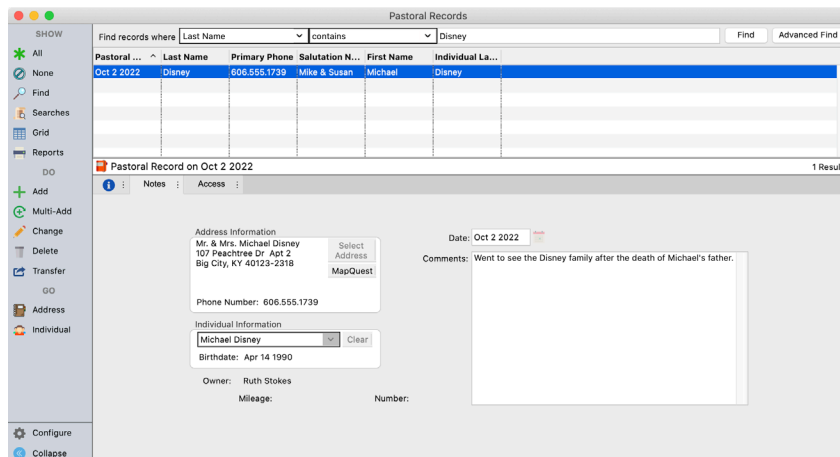 Pastoral Records
SHOW
All
None
Find
Searches
Grid
Reports
DO
Add
Multi-Add
Change
Delete
Transfer
GO
Address
Individual
Configure
Collapse
Find records where Last Name contains Disney Find Advanced Find
Pastoral ... Last Name Primary Phone Salutation N... First Name Individual La...
Oct 2 2022 Disney 606.555.1739 Mike & Susan Michael Disney
Pastoral Record on Oct 2 2022 1 Resul
Notes Access
Address Information
Mr. & Mrs. Michael Disney
107 Peachtree Dr Apt 2
Big City, KY 40123-2318
Select
Address
MapQuest
Phone Number: 606.555.1739
Individual Information
Michael Disney Clear
Birthdate: Apr 14 1990
Owner: Ruth Stokes
Mileage: Number:
Date: Oct 2 2022
Comments: Went to see the Disney family after the death of Michael's father.